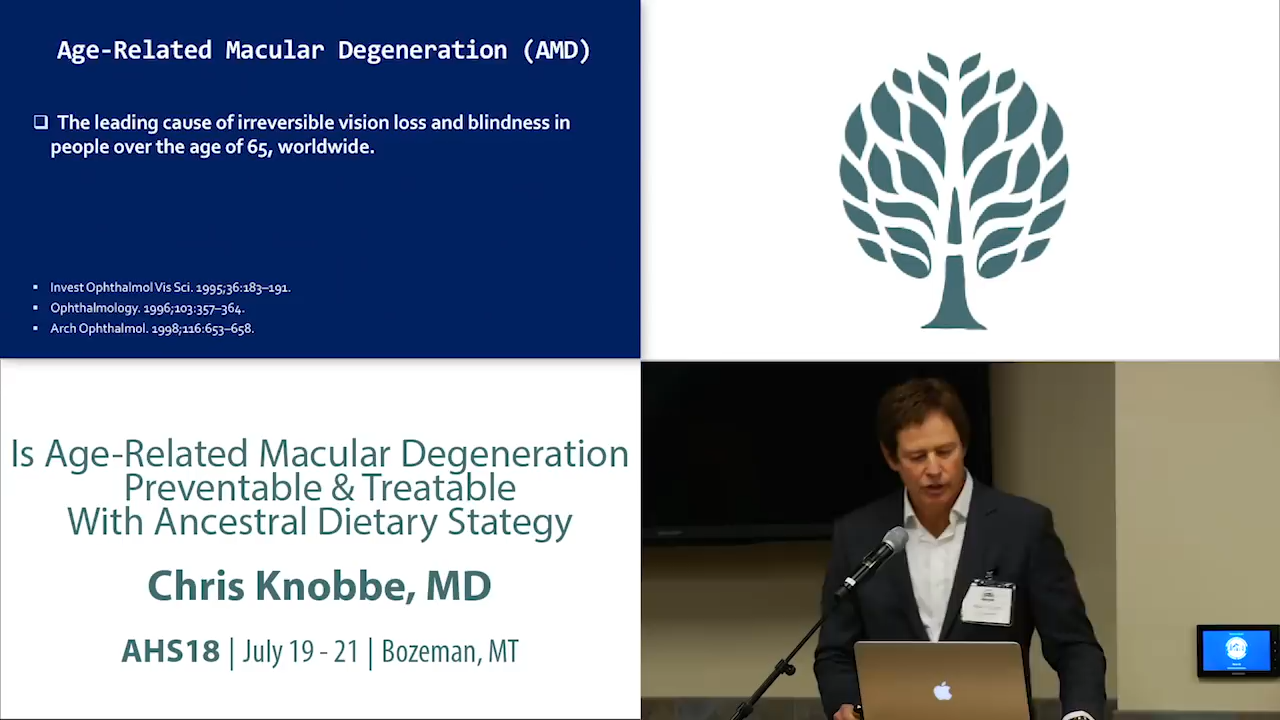 Age-Related Macular Degeneration (AMD)
❑ The leading cause of irreversible vision loss and blindness in
people over the age of 65, worldwide.
▪ Invest Ophthalmol Vis Sci. 1995;36:183–191.
▪ Ophthalmology. 1996;103:357–364.
▪ Arch Ophthalmol. 1998;116:653–658.
Is Age-Related Macular Degeneration
Preventable & Treatable
With Ancestral Dietary Stategy
Chris Knobbe, MD
AHS18 | July 19 - 21 | Bozeman, MT